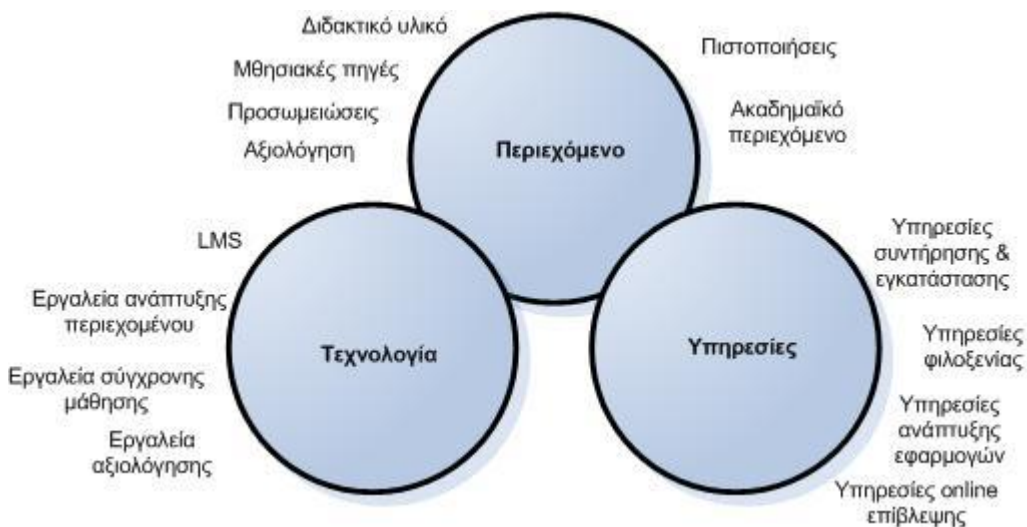 Διδακτικό υλικό
Μθησιακές πηγές
Προσωμειώσεις
Αξιολόγηση
Περιεχόμενο
Πιστοποιήσεις
Ακαδημαϊκό
περιεχόμενο
LMS
Εργαλεία ανάπτυξης
περιεχομένου
Εργαλεία σύγχρονης
μάθησης
Εργαλεία
αξιολόγησης
Τεχνολογία
Υπηρεσίες
Υπηρεσίες
συντήρησης &
εγκατάστασης
Υπηρεσίες
φιλοξενίας
Υπηρεσίες
ανάπτυξης
εφαρμογών
Υπηρεσίες online
επίβλεψης